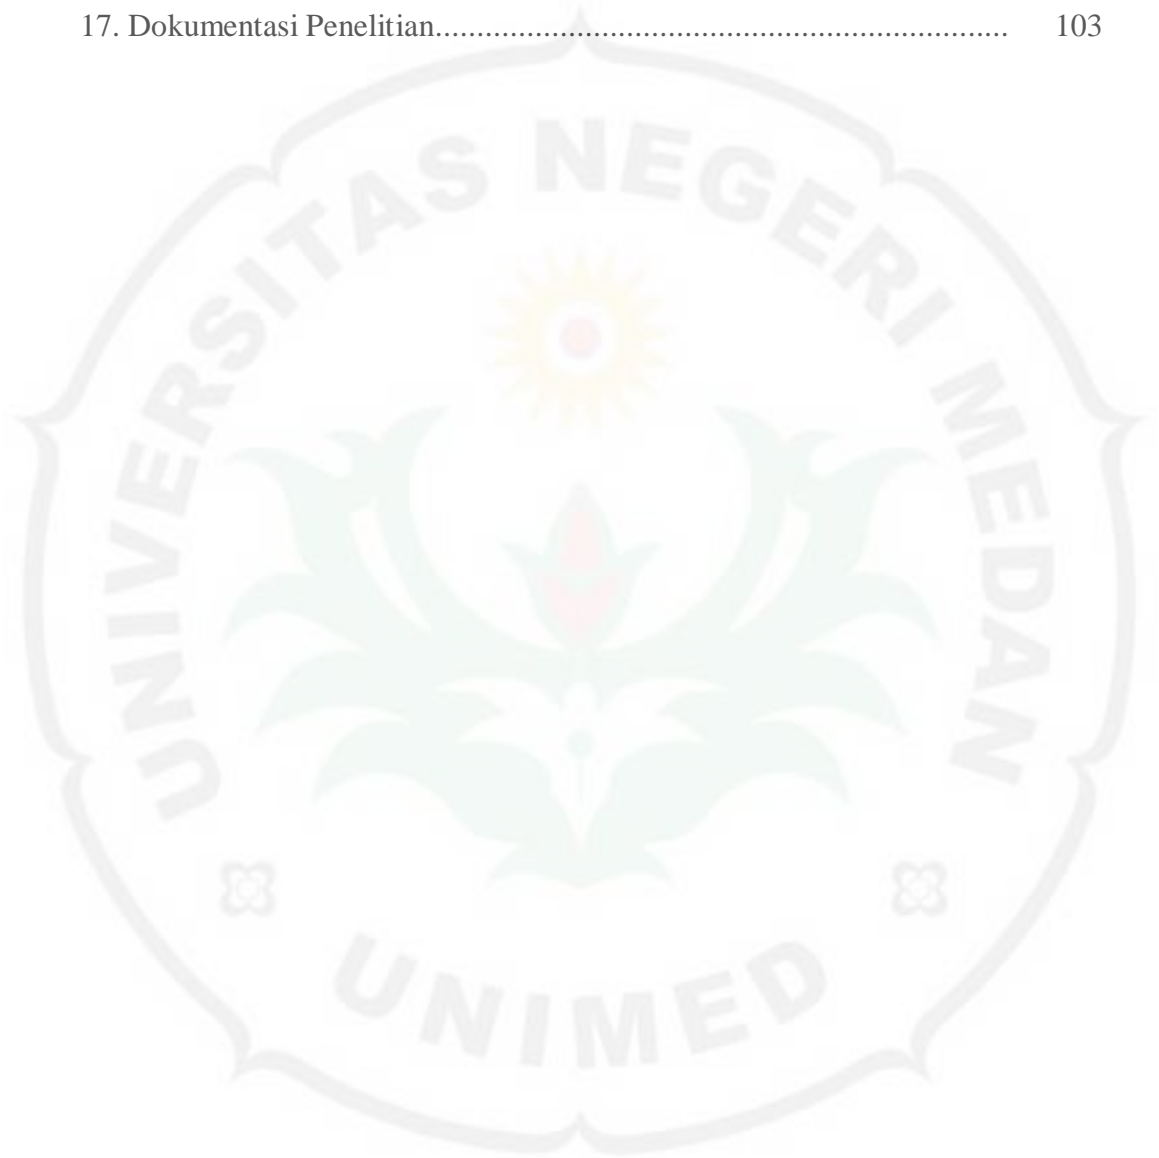 17. Dokumentasi Penelitian..................................................................... 103
UNIVERSITAS NEGERI MEDAN
UNIMED